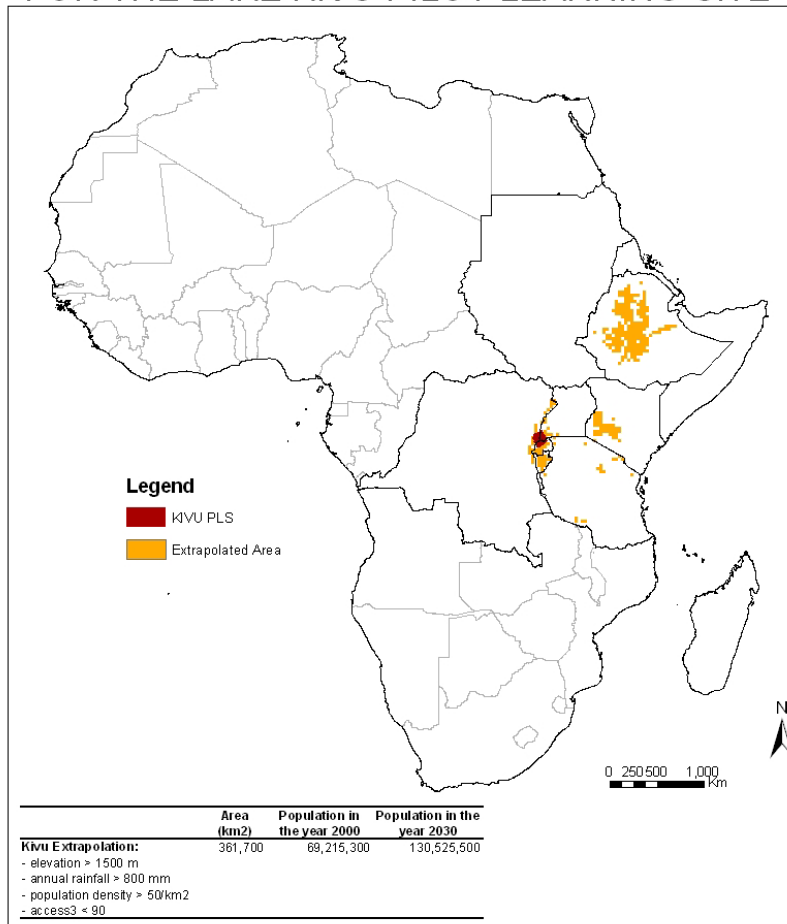 Legend
KIVU PLS
Extrapolated Area
N
0 250500 1,000
Km
Area Population in Population in the
(km2) the year 2000 year 2030
Kivu Extrapolation: 361,700 69,215,300 130,525,500
- elevation > 1500 m
- annual rainfall > 800 mm
- population density > 50/km2
- access3 < 90